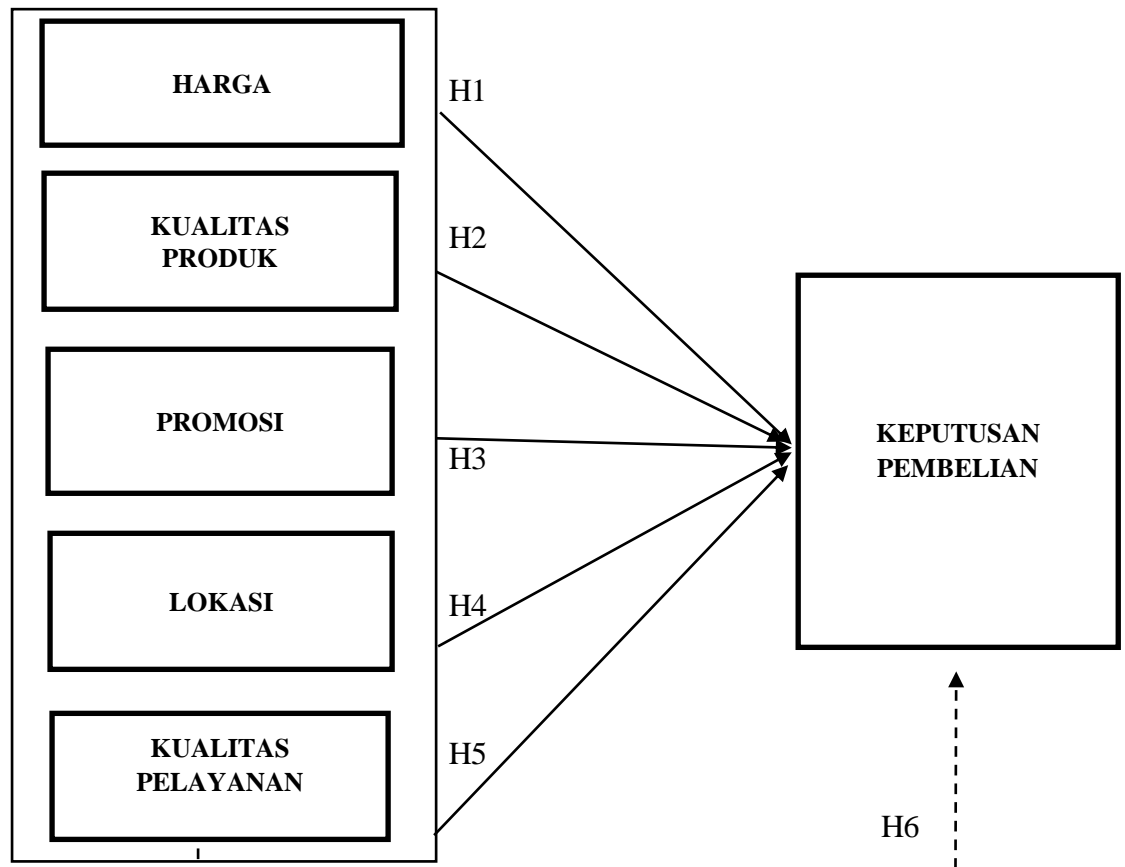 HARGA
H1
KUALITAS
PRODUK
H2
PROMOSI
H3
KEPUTUSAN
PEMBELIAN
LOKASI
H4
KUALITAS
PELAYANAN
H5
H6